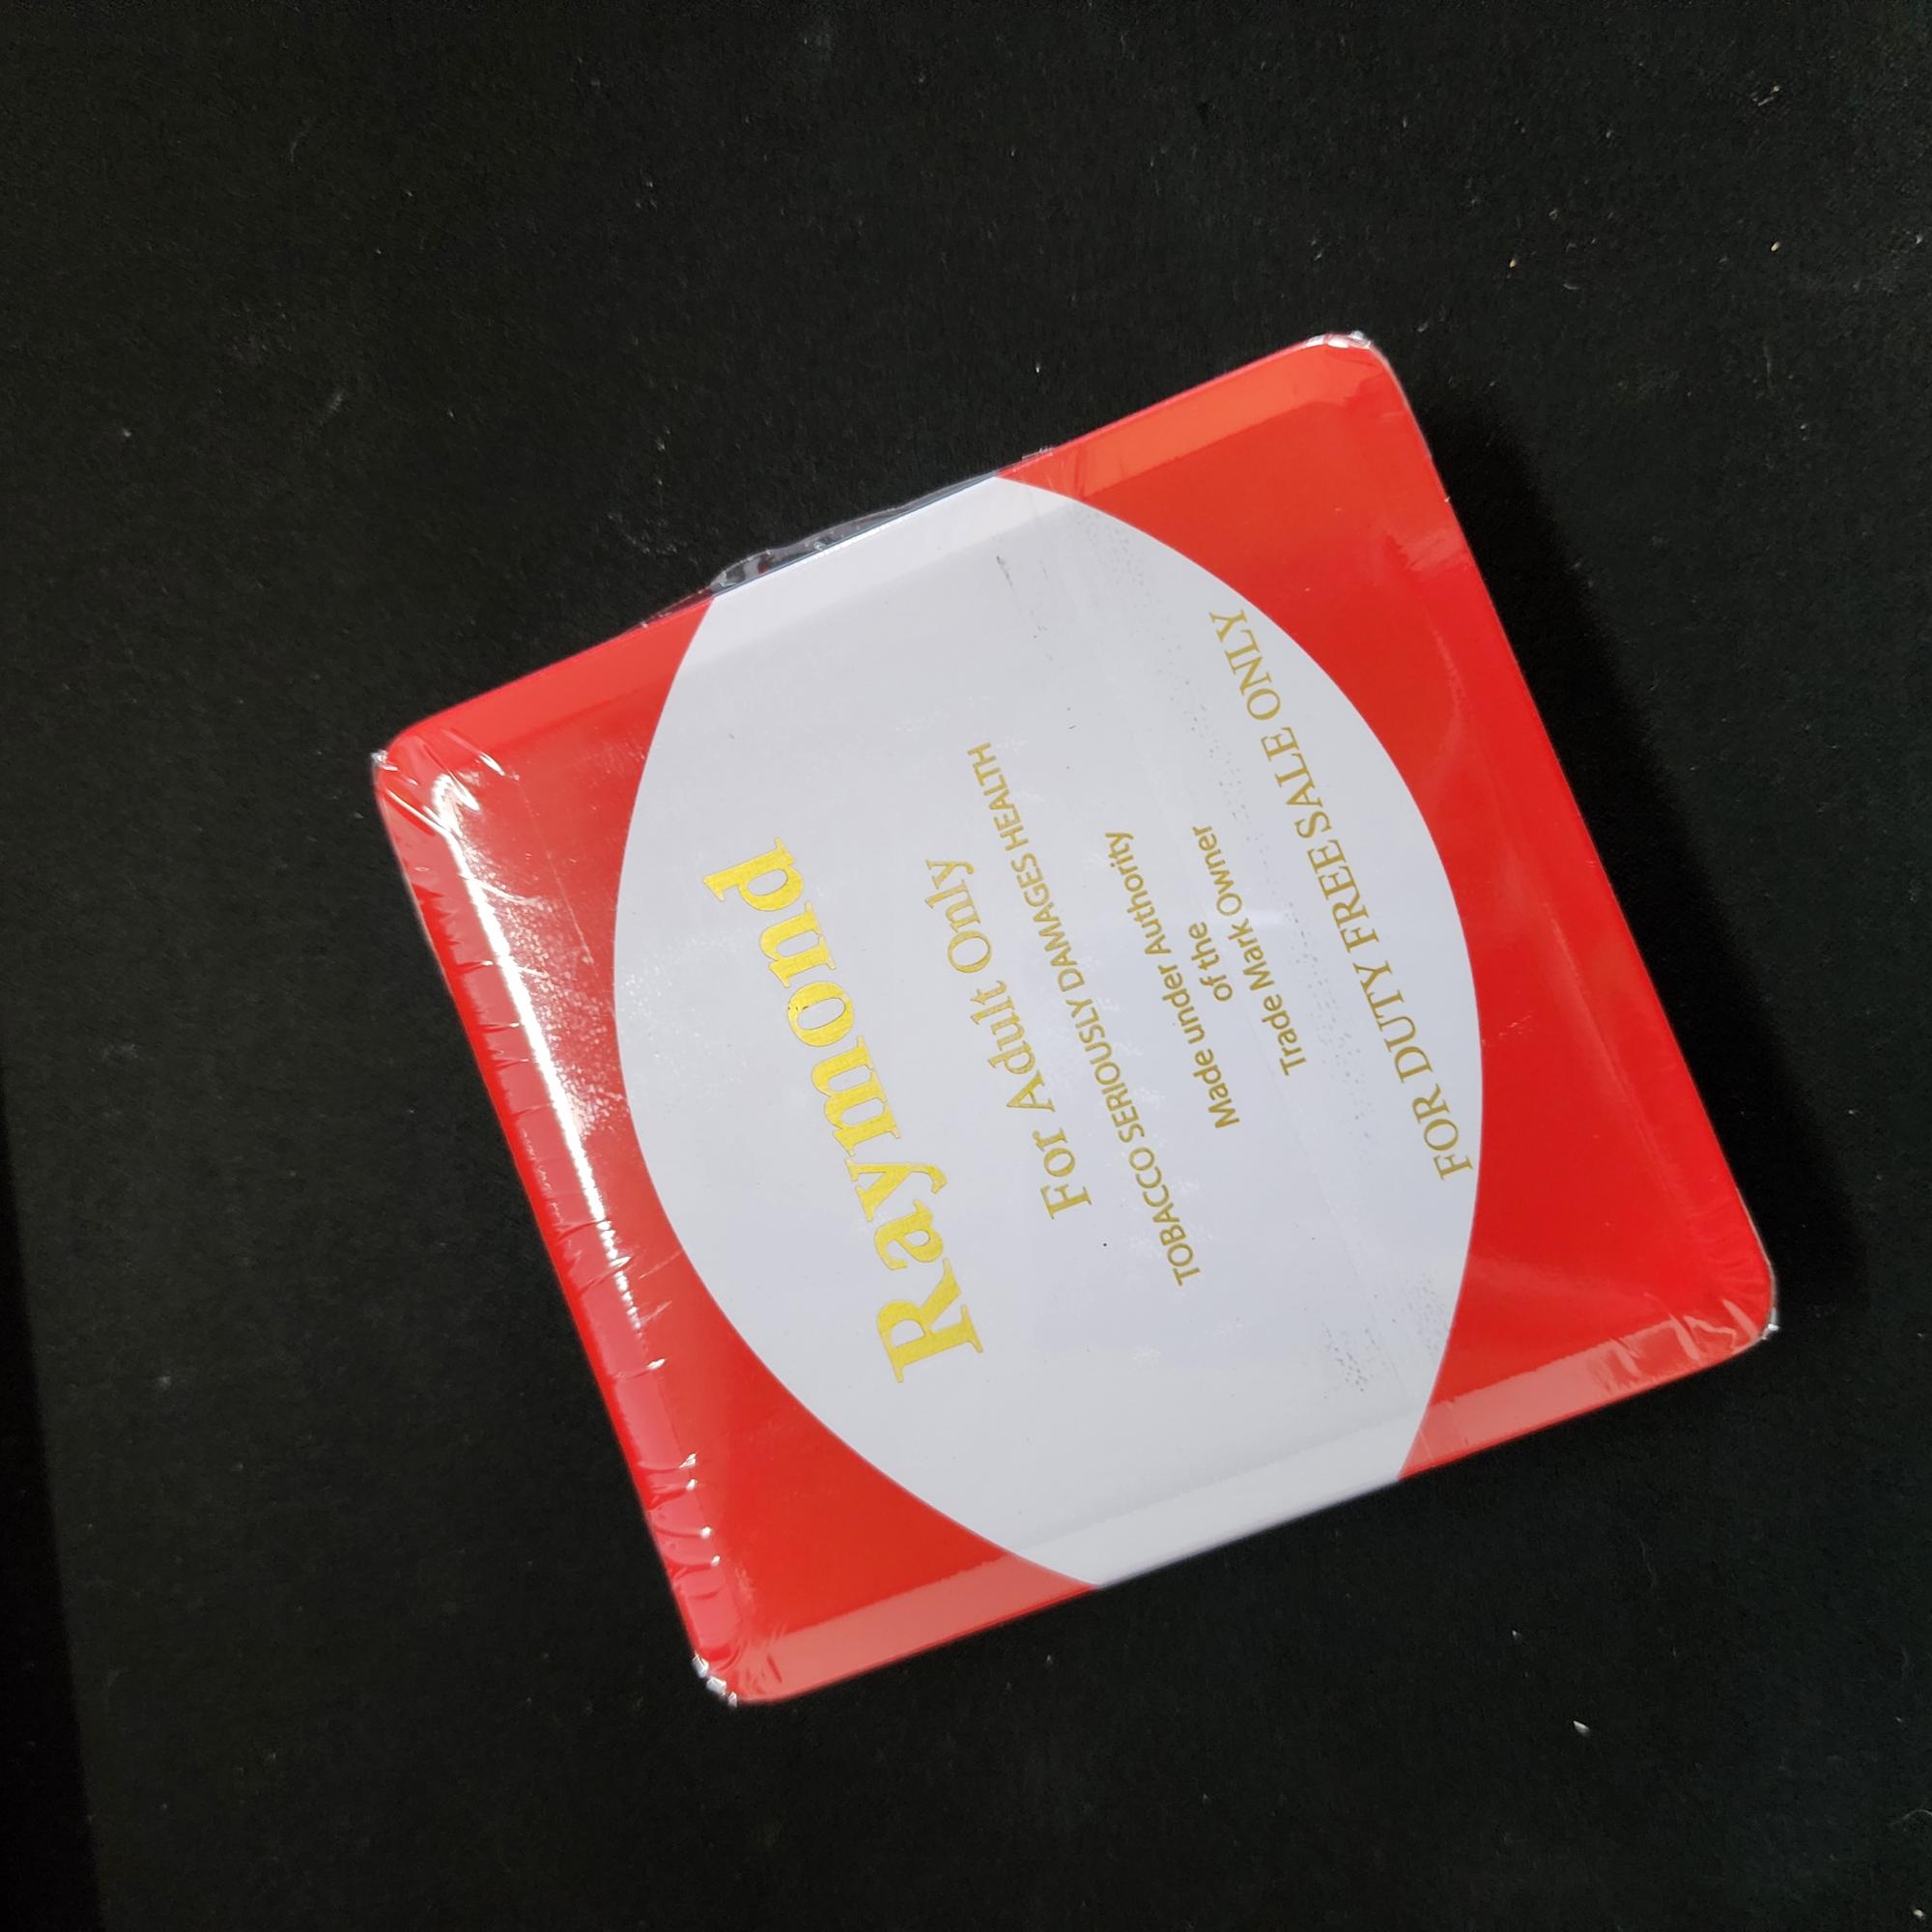 Raymond
For Adult Only
TOBACCO SERIOUSLY DAMAGES HEALTH
Made under Authority
of the
Trade Mark Owner
FOR DUTY FREE SALE ONLY